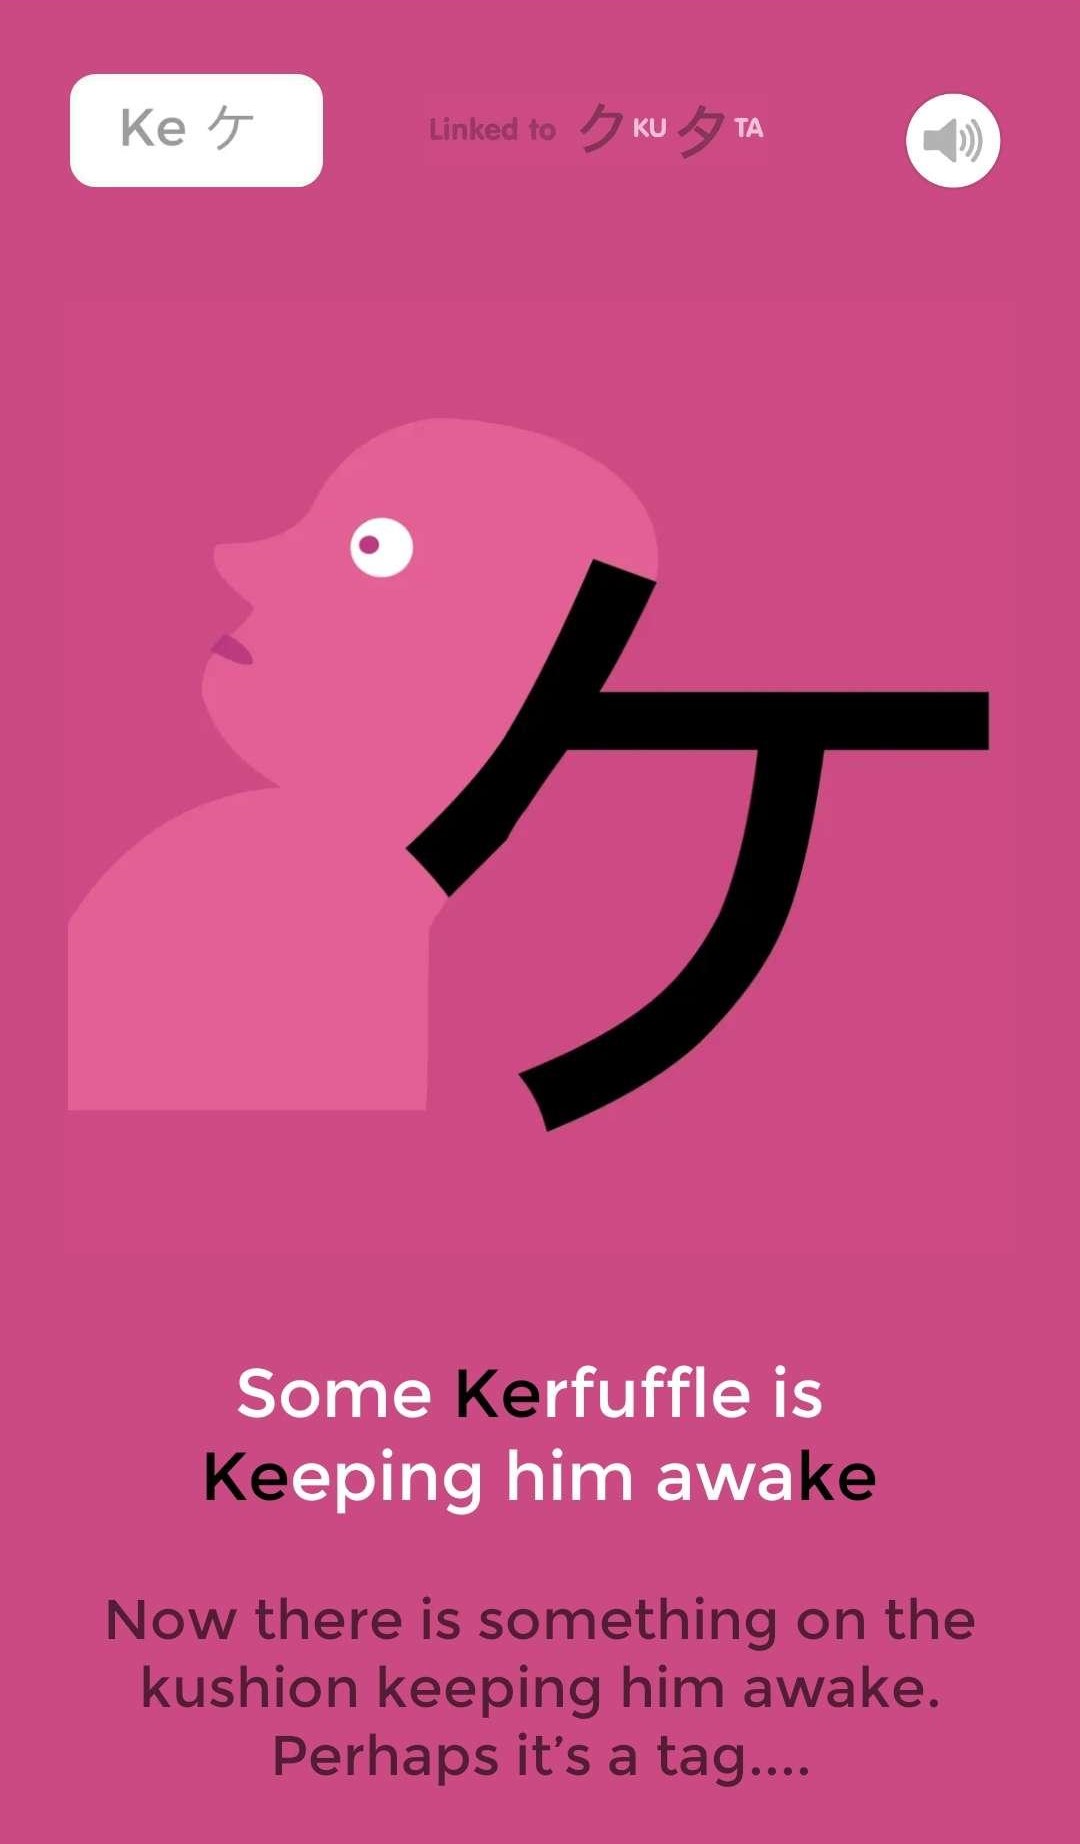 Ke ケ
Linked to ク KU タ TA
ケ
Some Kerfuffle is
Keeping him awake
Now there is something on the
kushion keeping him awake.
Perhaps it’s a tag....